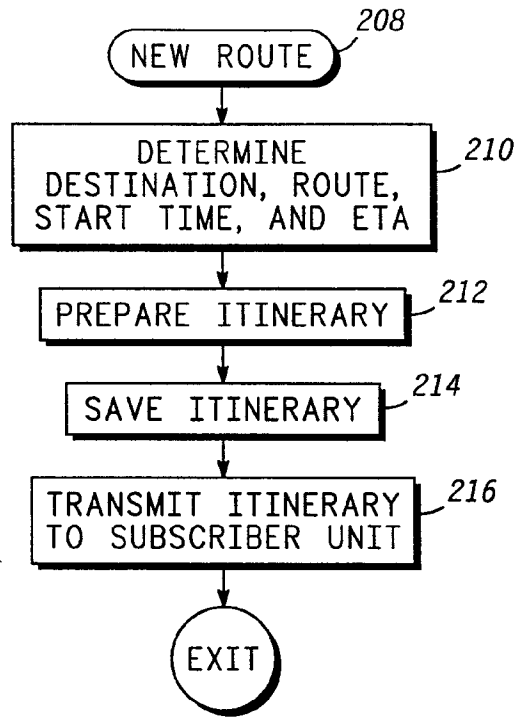 208
NEW ROUTE
210
DETERMINE
DESTINATION, ROUTE,
START TIME, AND ETA
212
PREPARE ITINERARY
214
SAVE ITINERARY
216
TRANSMIT ITINERARY
TO SUBSCRIBER UNIT
EXIT